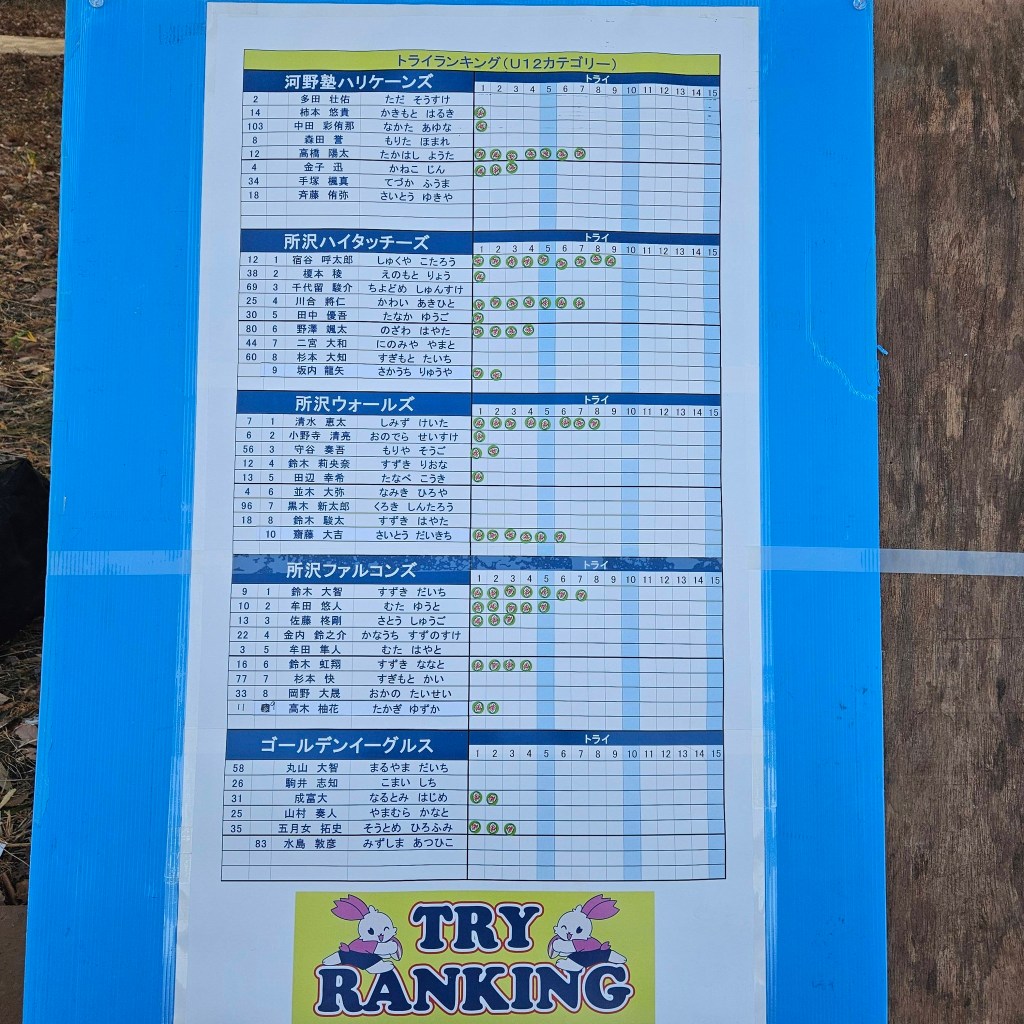 トライランキング(U12カテゴリー)
河野塾ハリケーンズ トライ
1 2 3 4 5 6 7 8 9 10 11 12 13 14 15
2 多田 壮佑 ただ そうすけ
14 柿本 悠貴 かきもと はるき
103 中田 彩侑那 なかた あゆな
8 森田 誉 もりた ほまれ
12 高橋 陽太 たかはし ようた
4 金子 迅 かねこ じん
34 手塚 楓真 てづか ふうま
18 斉藤 侑弥 さいとう ゆきや
所沢ハイタッチーズ トライ
1 2 3 4 5 6 7 8 9 10 11 12 13 14 15
12 1 宿谷 呼太郎 しゅくや こたろう
38 2 榎本 稜 えのもと りょう
69 3 千代留 駿介 ちよどめ しゅんすけ
25 4 川合 將仁 かわい あきひと
30 5 田中 優吾 たなか ゆうご
80 6 野澤 颯太 のざわ はやた
44 7 二宮 大和 にのみや やまと
60 8 杉本 大知 すぎもと たいち
9 坂内 龍矢 さかうち りゅうや
所沢ウォールズ トライ
1 2 3 4 5 6 7 8 9 10 11 12 13 14 15
7 1 清水 恵太 しみず けいた
6 2 小野寺 清亮 おのでら せいすけ
56 3 守谷 奏吾 もりや そうご
12 4 鈴木 莉央奈 すずき りおな
13 5 田辺 幸希 たなべ こうき
4 6 並木 大弥 なみき ひろや
96 7 黒木 新太郎 くろき しんたろう
18 8 鈴木 駿太 すずき はやた
10 齋藤 大吉 さいとう だいきち
所沢ファルコンズ トライ
1 2 3 4 5 6 7 8 9 10 11 12 13 14 15
9 1 鈴木 大智 すずき だいち
10 2 牟田 悠人 むた ゆうと
13 3 佐藤 柊剛 さとう しゅうご
22 4 金内 鈴之介 かなうち すずのすけ
3 5 牟田 隼人 むた はやと
16 6 鈴木 虹翔 すずき ななと
77 7 杉本 快 すぎもと かい
33 8 岡野 大晟 おかの たいせい
11 高木 柚花 たかぎ ゆずか
ゴールデンイーグルス トライ
1 2 3 4 5 6 7 8 9 10 11 12 13 14 15
58 丸山 大智 まるやま だいち
26 駒井 志知 こまい しち
31 成富大 なるとみ はじめ
25 山村 奏人 やまむら かなと
35 五月女 拓史 そうとめ ひろふみ
83 水島 敦彦 みずしま あつひこ
TRY
RANKING